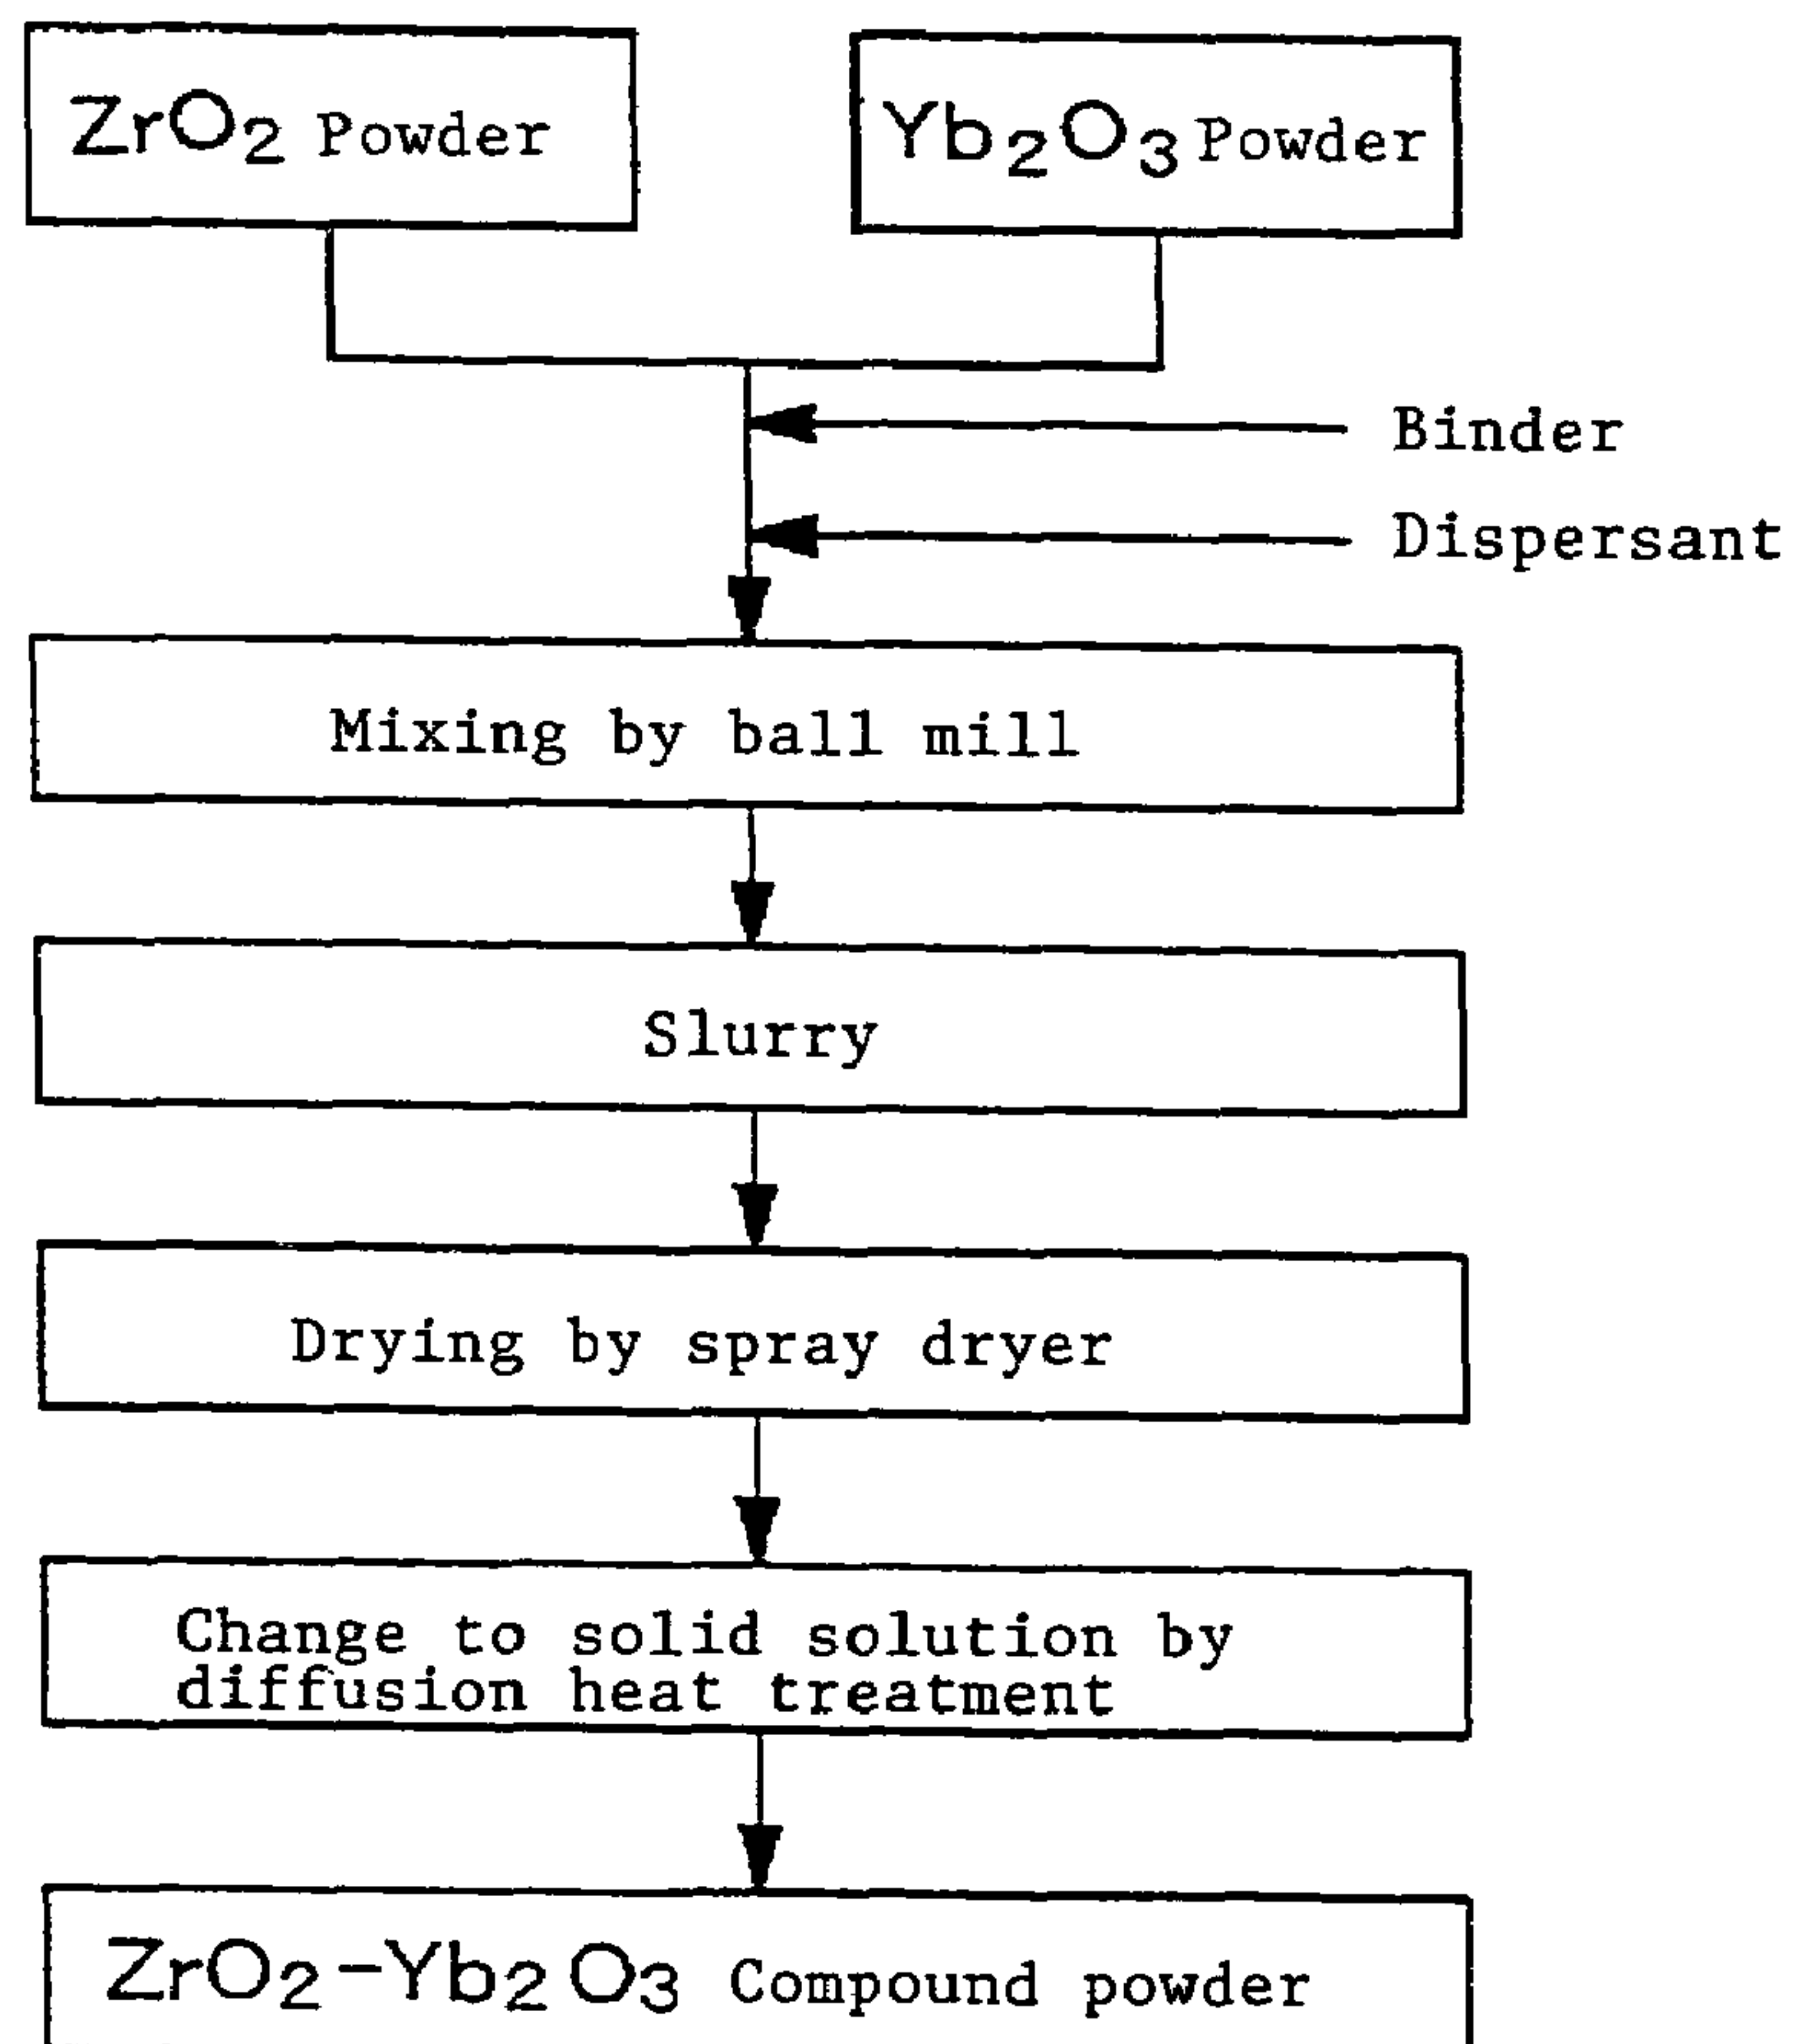 ZrO₂ Powder
Yb₂O₃ Powder
Binder
Dispersant
Mixing by ball mill
Slurry
Drying by spray dryer
Change to solid solution by
diffusion heat treatment
ZrO₂-Yb₂O₃ Compound powder